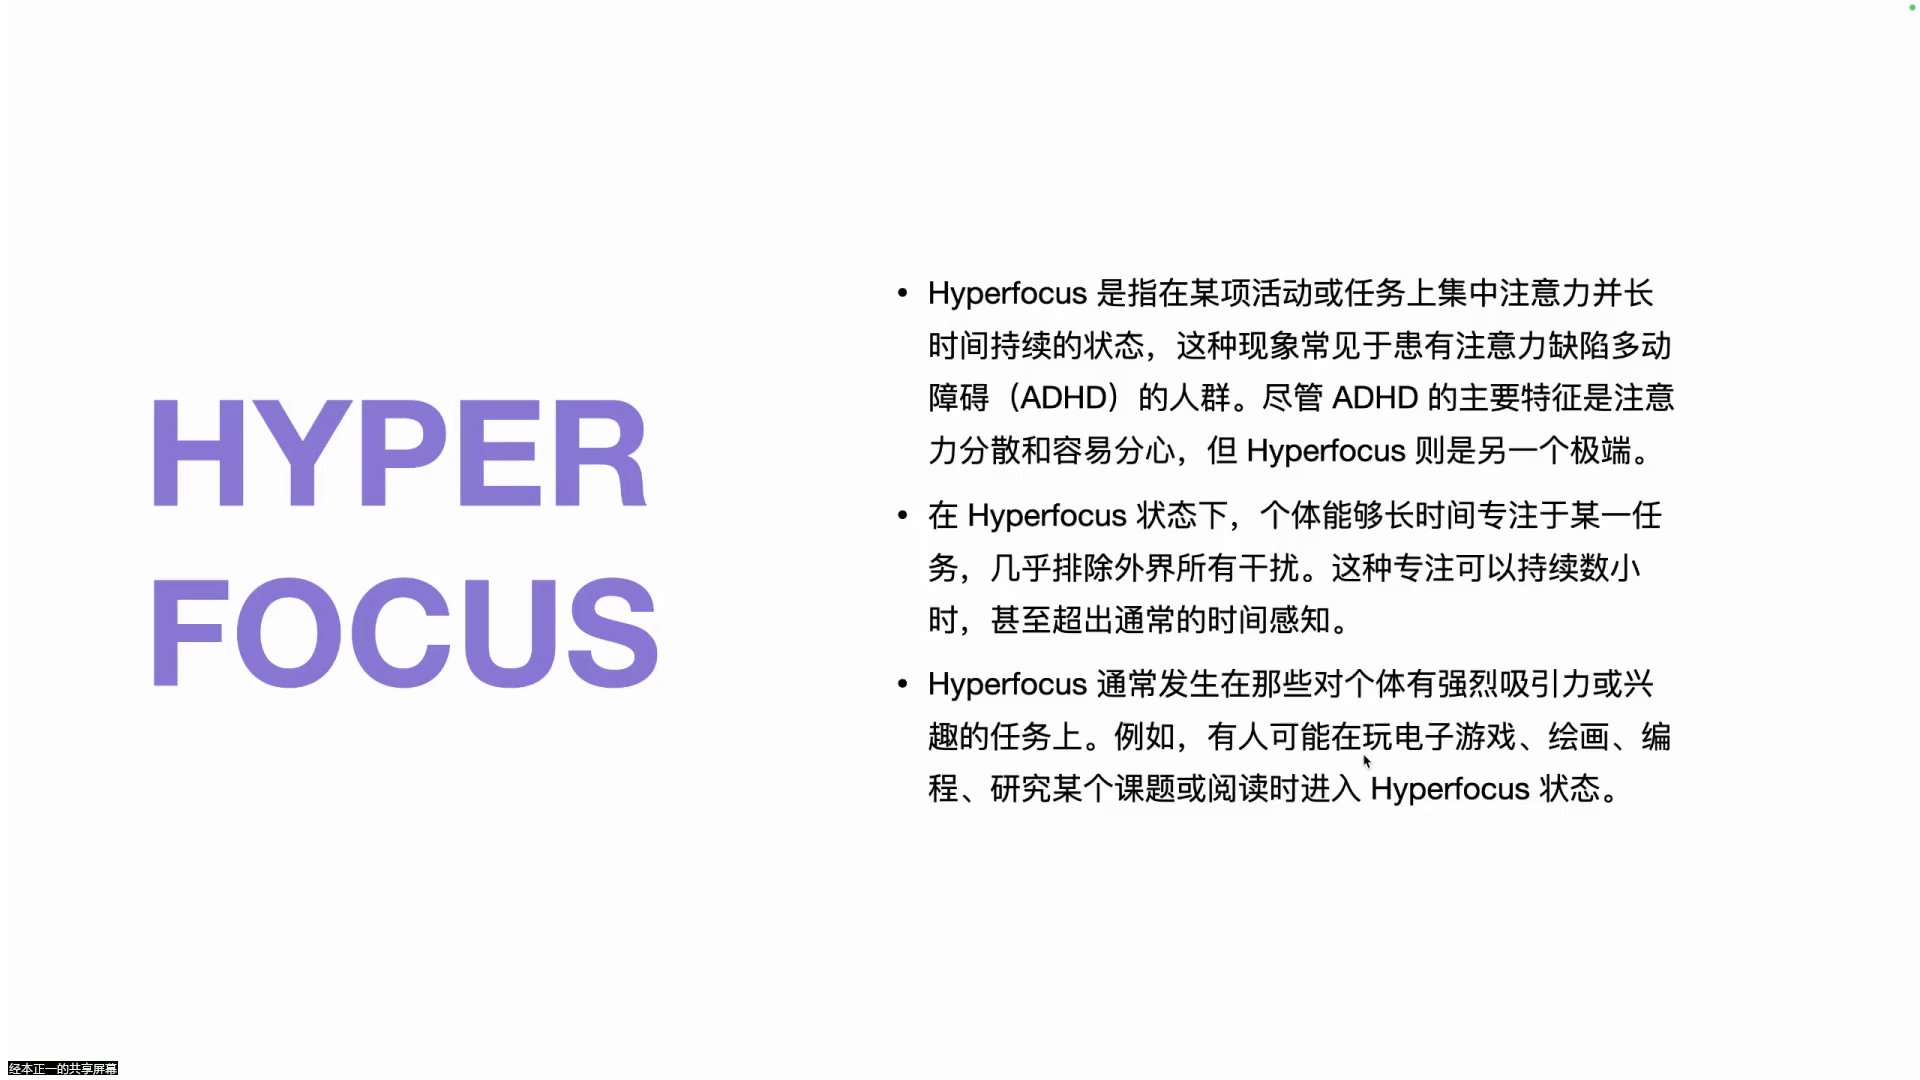 HYPER
FOCUS
• Hyperfocus 是指在某项活动或任务上集中注意力并长
时间持续的状态，这种现象常见于患有注意力缺陷多动
障碍（ADHD）的人群。尽管 ADHD 的主要特征是注意
力分散和容易分心，但 Hyperfocus 则是另一个极端。
• 在 Hyperfocus 状态下，个体能够长时间专注于某一任
务，几乎排除外界所有干扰。这种专注可以持续数小
时，甚至超出通常的时间感知。
• Hyperfocus 通常发生在那些对个体有强烈吸引力或兴
趣的任务上。例如，有人可能在玩电子游戏、绘画、编
程、研究某个课题或阅读时进入 Hyperfocus 状态。
经本正一的共享屏幕